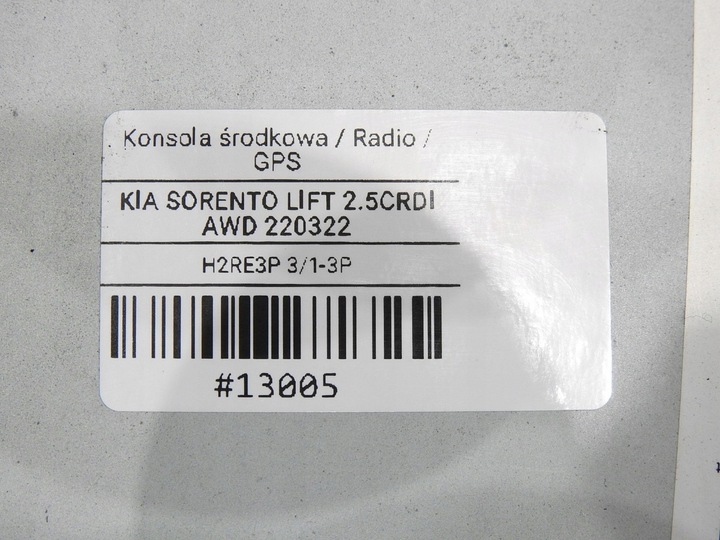 Konsola środkowa / Radio /
GPS
KIA SORENTO LIFT 2.5CRDI
AWD 220322
H2RE3P 3/1-3P
#13005